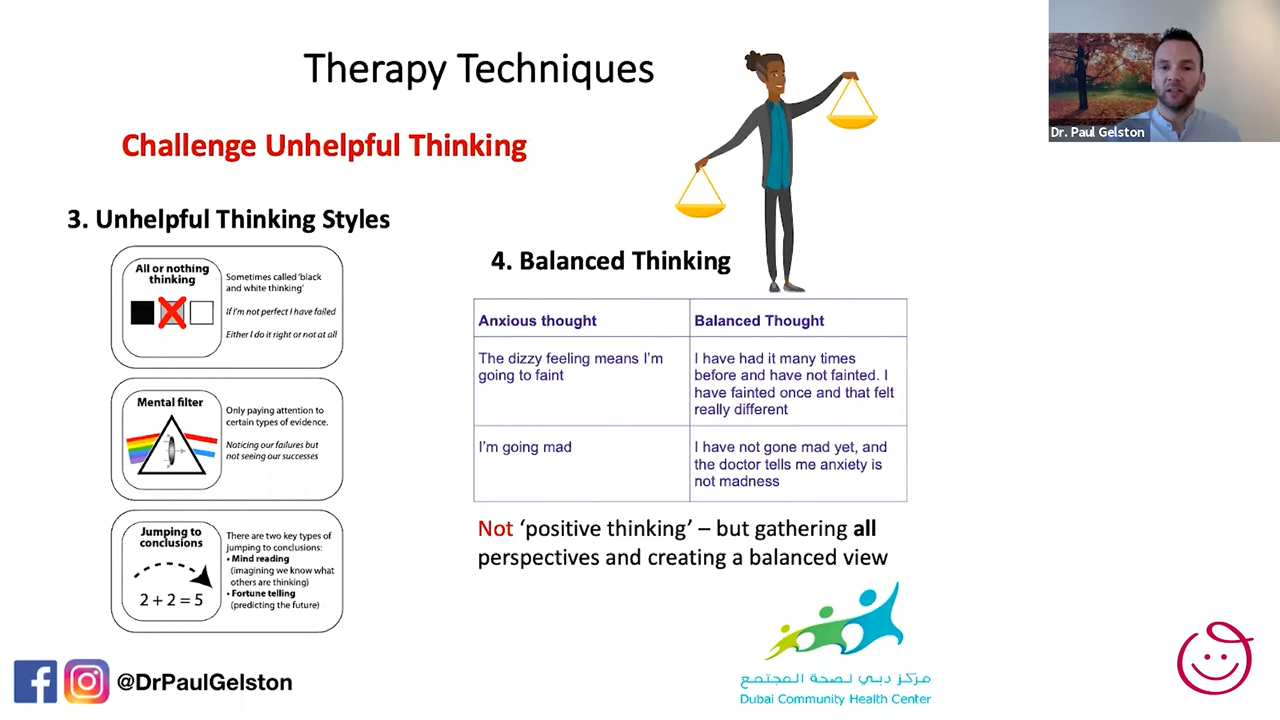 Therapy Techniques
Dr. Paul Gelston
Challenge Unhelpful Thinking
3. Unhelpful Thinking Styles
All or nothing
thinking
Sometimes called 'black
and white thinking'
If I'm not perfect I have failed
Either I do it right or not at all
Mental filter
Only paying attention to
certain types of evidence.
Noticing our failures but
not seeing our successes
Jumping to
conclusions
2 + 2 = 5
There are two key types of
jumping to conclusions:
• Mind reading
(imagining we know what
others are thinking)
• Fortune telling
(predicting the future)
4. Balanced Thinking
Anxious thought
Balanced Thought
The dizzy feeling means I'm
going to faint
I have had it many times
before and have not fainted. I
have fainted once and that felt
really different
I'm going mad
I have not gone mad yet, and
the doctor tells me anxiety is
not madness
Not 'positive thinking' – but gathering all
perspectives and creating a balanced view
مركز دبي لصحة المجتمع
Dubai Community Health Center
@DrPaulGelston